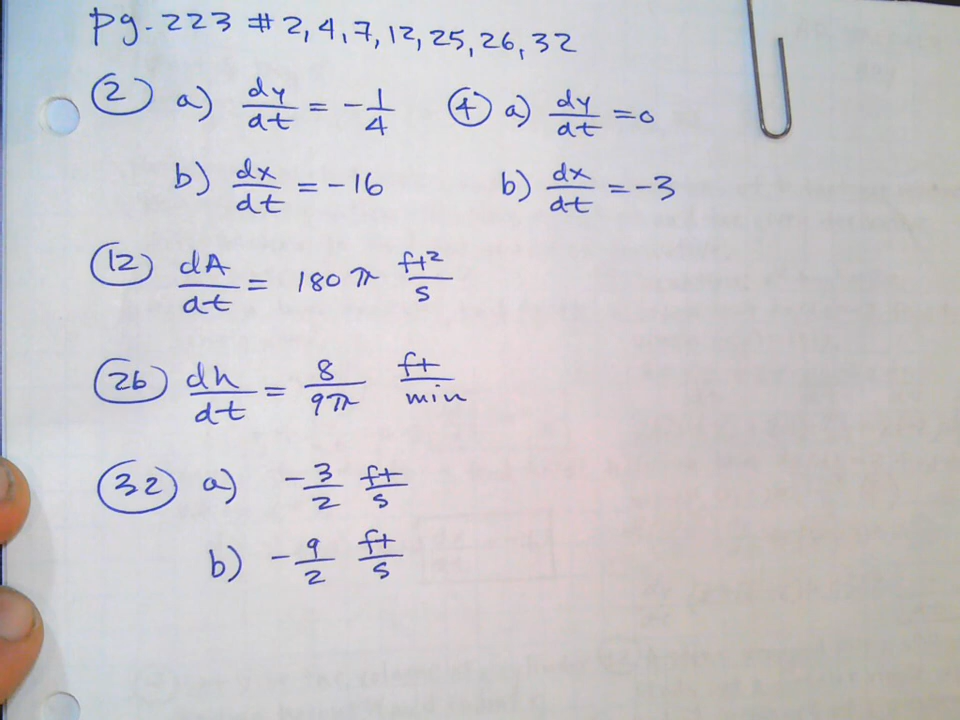 pg. 223 # 2, 4, 7, 12, 25, 26, 32
② a) dy/dt = -1/4 ④ a) dy/dt = 0
b) dx/dt = -16 b) dx/dt = -3
⑫ dA/dt = 180π ft²/s
㉖ dh/dt = 8/9π ft/min
㉜ a) -3/2 ft/s
b) -9/2 ft/s